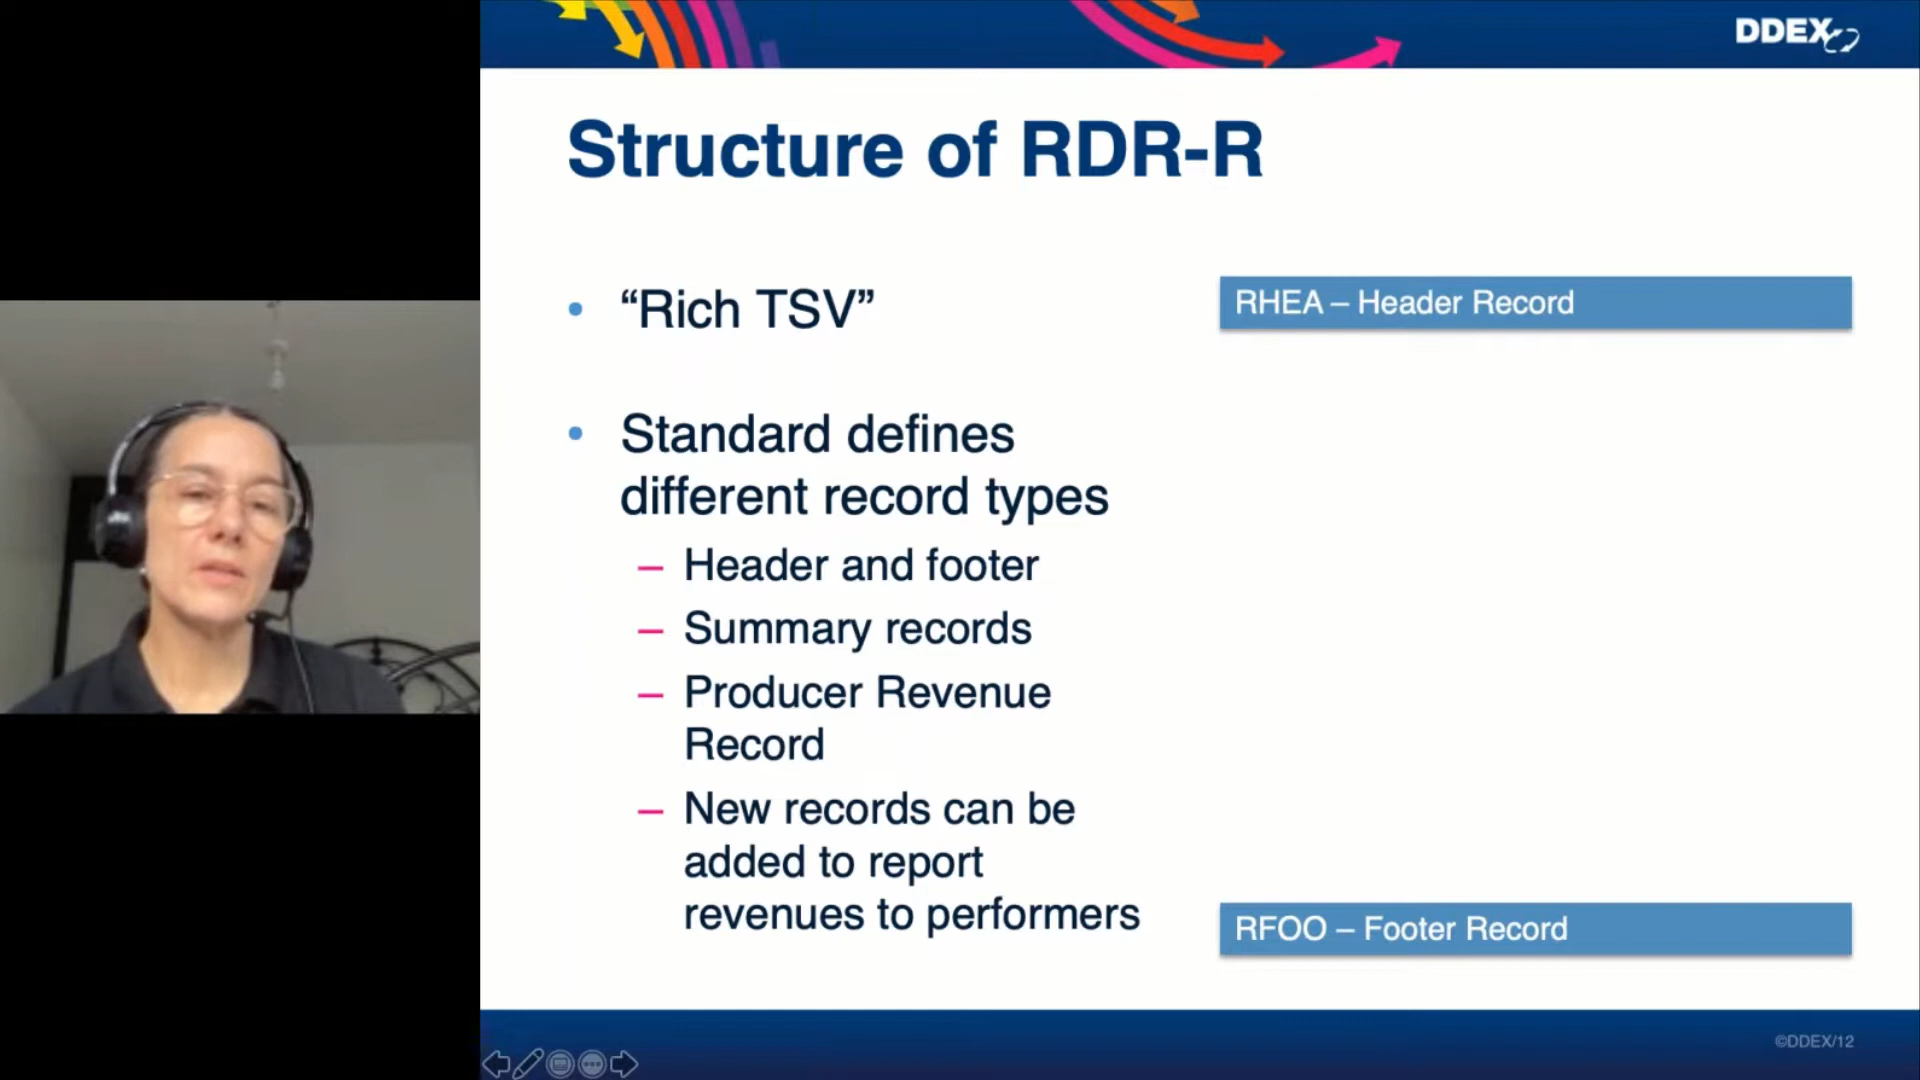 DDEX
Structure of RDR-R
• “Rich TSV”
• Standard defines
different record types
– Header and footer
– Summary records
– Producer Revenue
Record
– New records can be
added to report
revenues to performers
RHEA – Header Record
RFOO – Footer Record
©DDEX/12